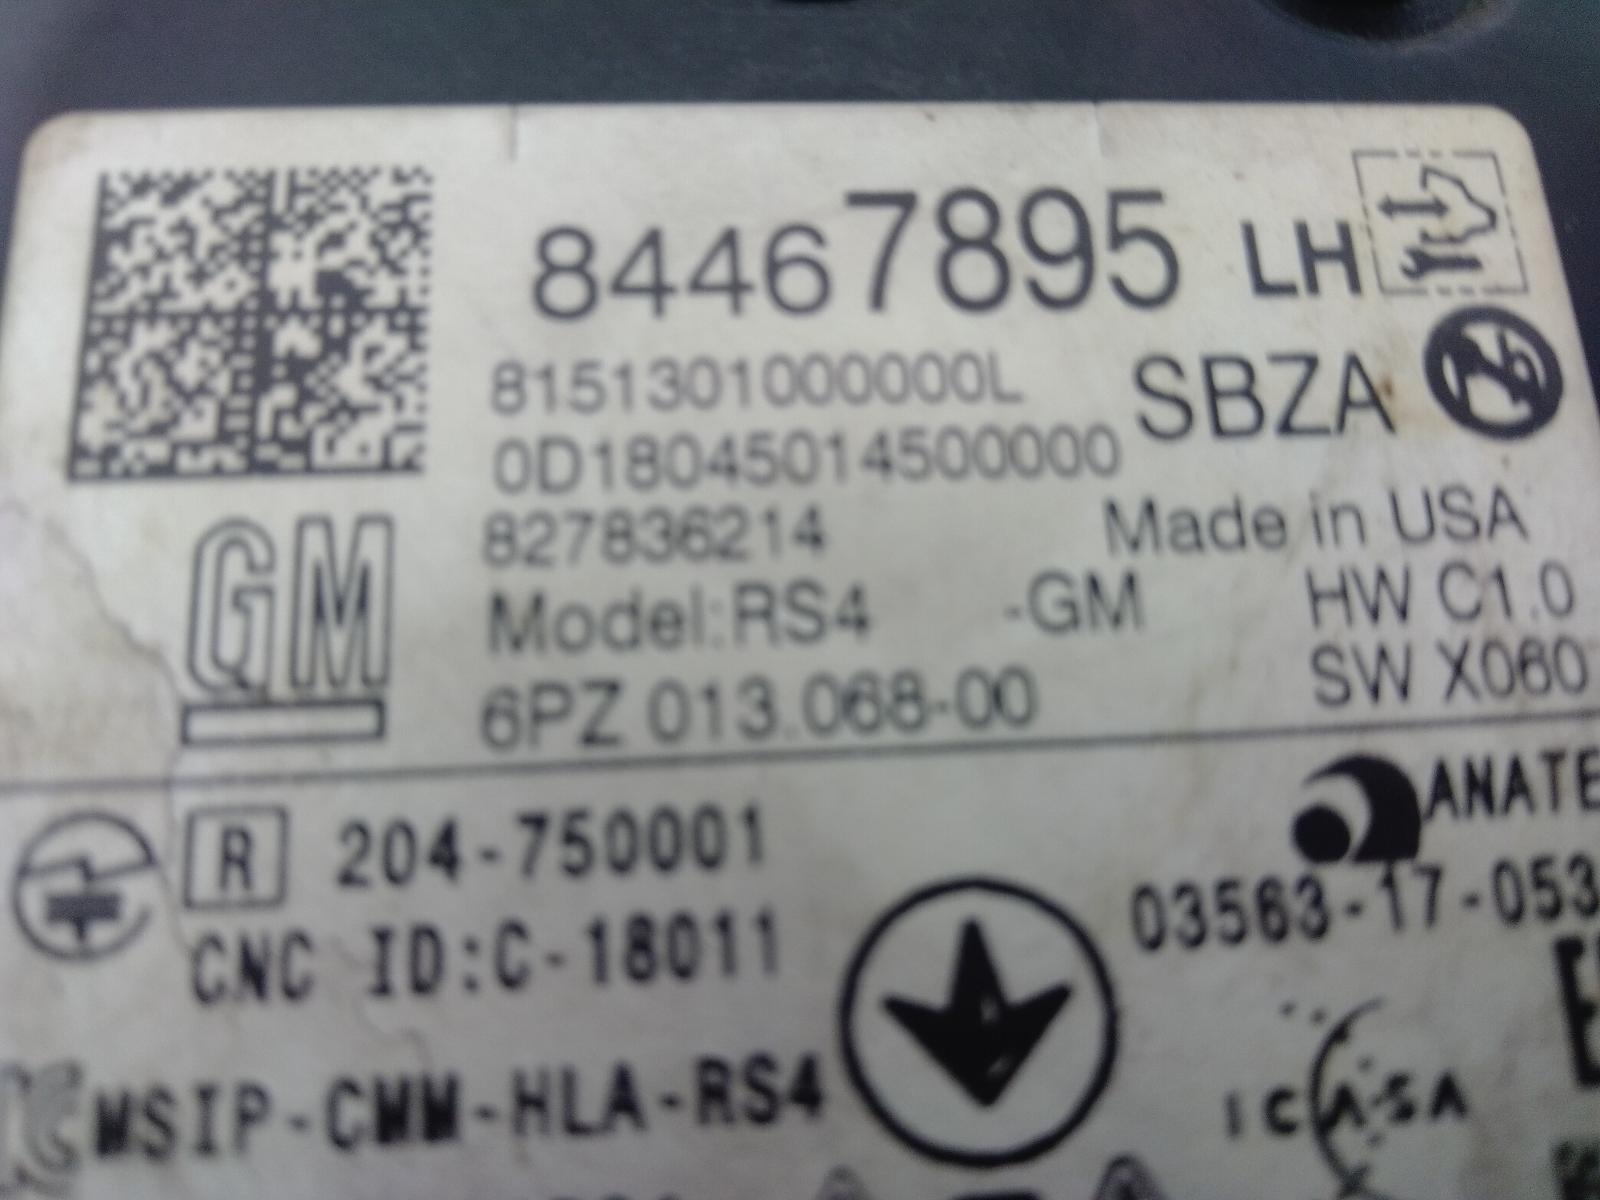 84467895 LH
8151301000000L
SBZA
0D18045014500000
827836214
Made in USA
Model:RS4 -GM
HW C1.0
6PZ 013.068-00
SW X060
GM
R 204-750001
ANATE
CNC ID:C-18011
03563-17-053
MSIP-CMM-HLA-RS4
ICASA